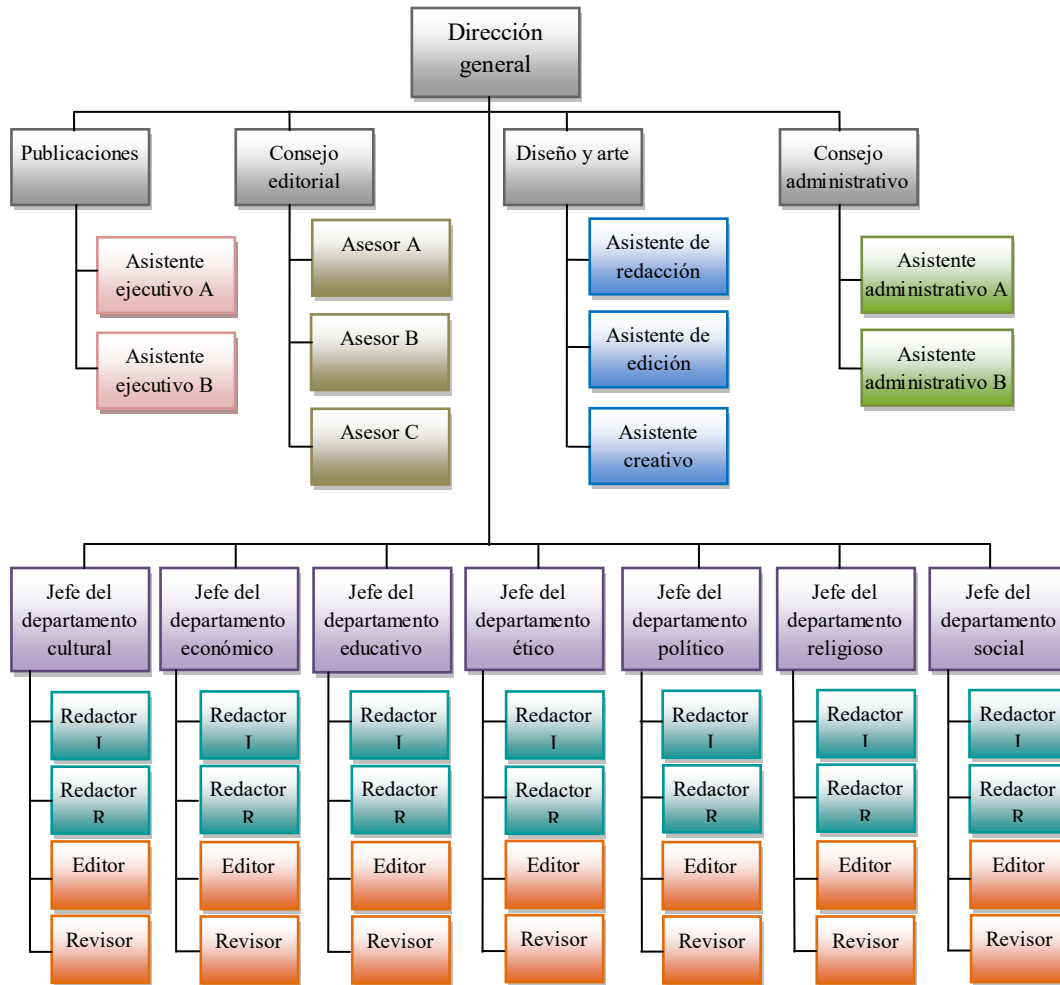 Dirección
general
Publicaciones
Consejo
editorial
Diseño y arte
Consejo
administrativo
Asistente
ejecutivo A
Asistente
ejecutivo B
Asesor A
Asesor B
Asesor C
Asistente de
redacción
Asistente de
edición
Asistente
creativo
Asistente
administrativo A
Asistente
administrativo B
Jefe del
departamento
cultural
Jefe del
departamento
económico
Jefe del
departamento
educativo
Jefe del
departamento
ético
Jefe del
departamento
político
Jefe del
departamento
religioso
Jefe del
departamento
social
Redactor
I
Redactor
R
Editor
Revisor
Redactor
I
Redactor
R
Editor
Revisor
Redactor
I
Redactor
R
Editor
Revisor
Redactor
I
Redactor
R
Editor
Revisor
Redactor
I
Redactor
R
Editor
Revisor
Redactor
I
Redactor
R
Editor
Revisor
Redactor
I
Redactor
R
Editor
Revisor